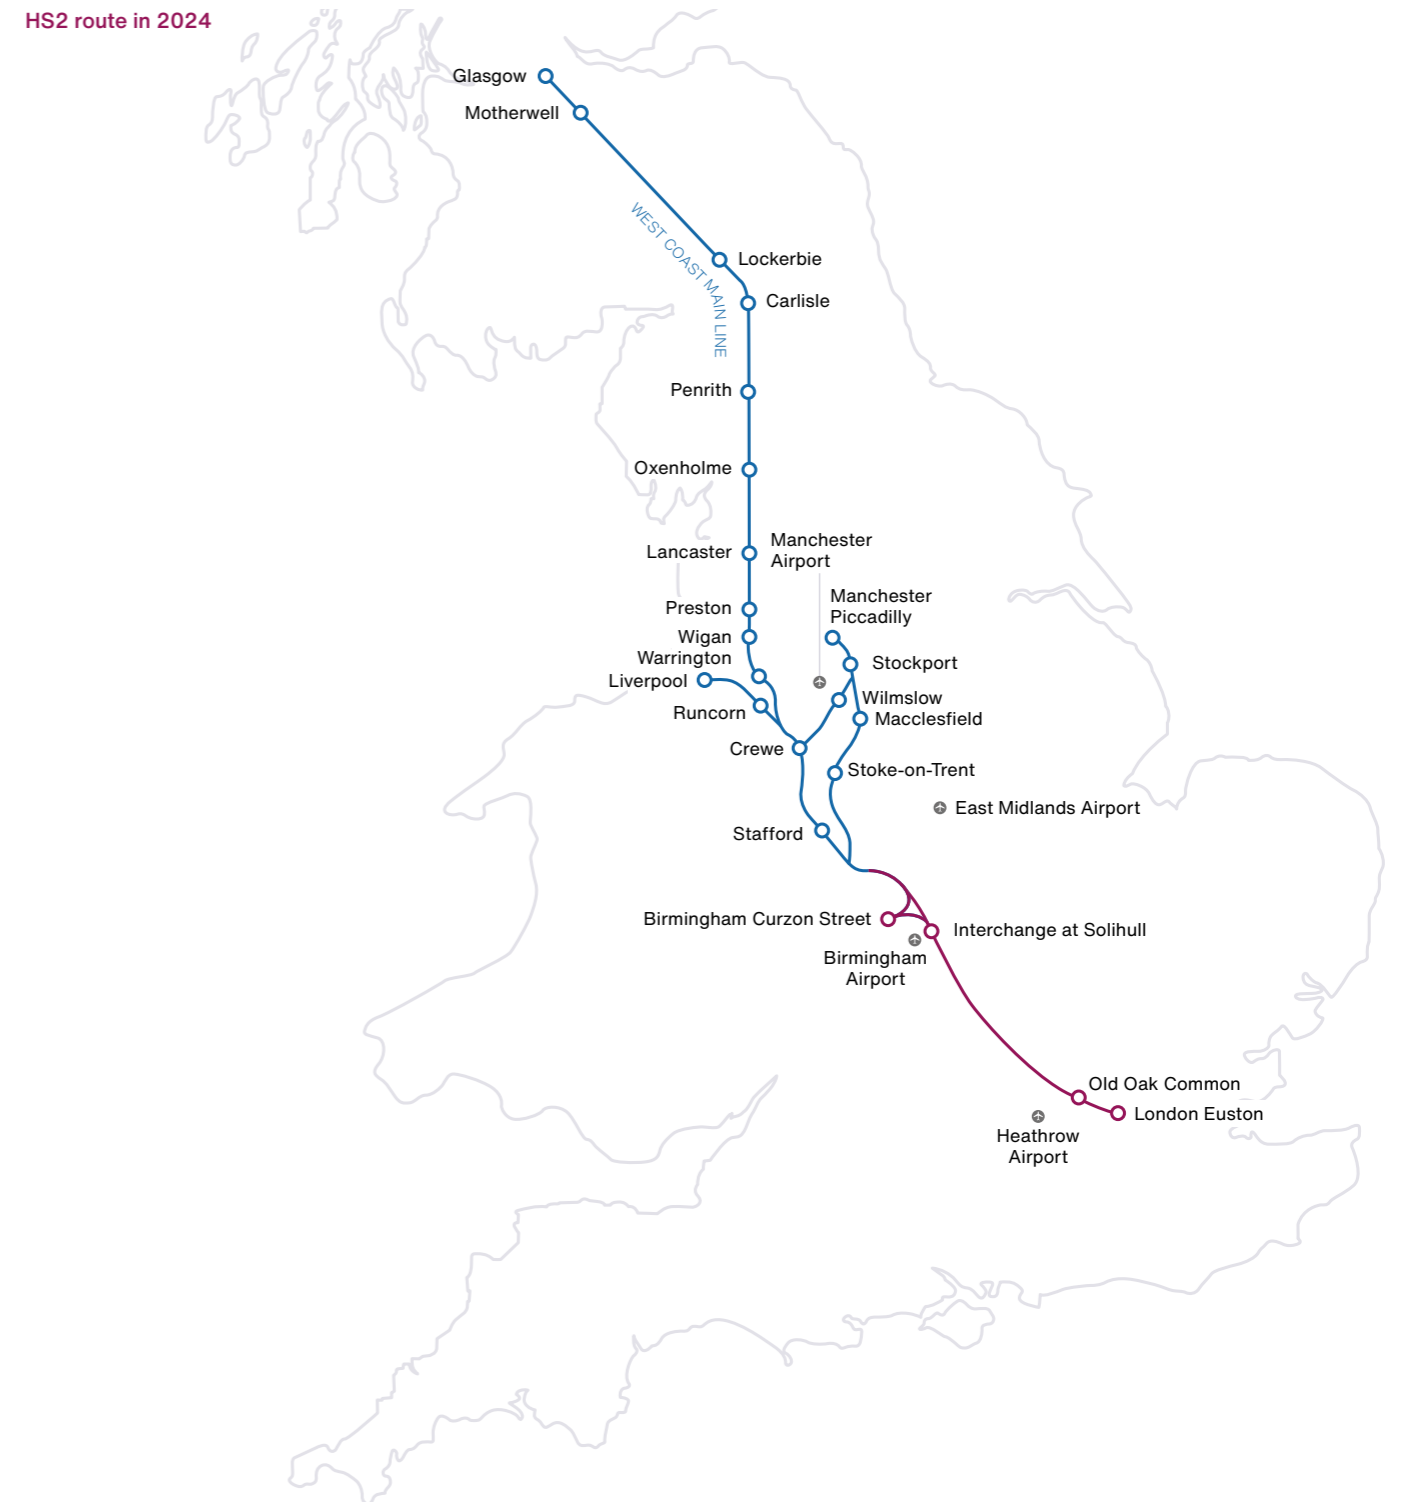 HS2 route in 2024
Glasgow
Motherwell
WEST COAST MAIN LINE
Lockerbie
Carlisle
Penrith
Oxenholme
Lancaster
Manchester
Airport
Manchester
Piccadilly
Preston
Wigan
Warrington
Liverpool
Stockport
Runcorn
Wilmslow
Macclesfield
Crewe
Stoke-on-Trent
East Midlands Airport
Stafford
Birmingham Curzon Street
Interchange at Solihull
Birmingham
Airport
Old Oak Common
London Euston
Heathrow
Airport